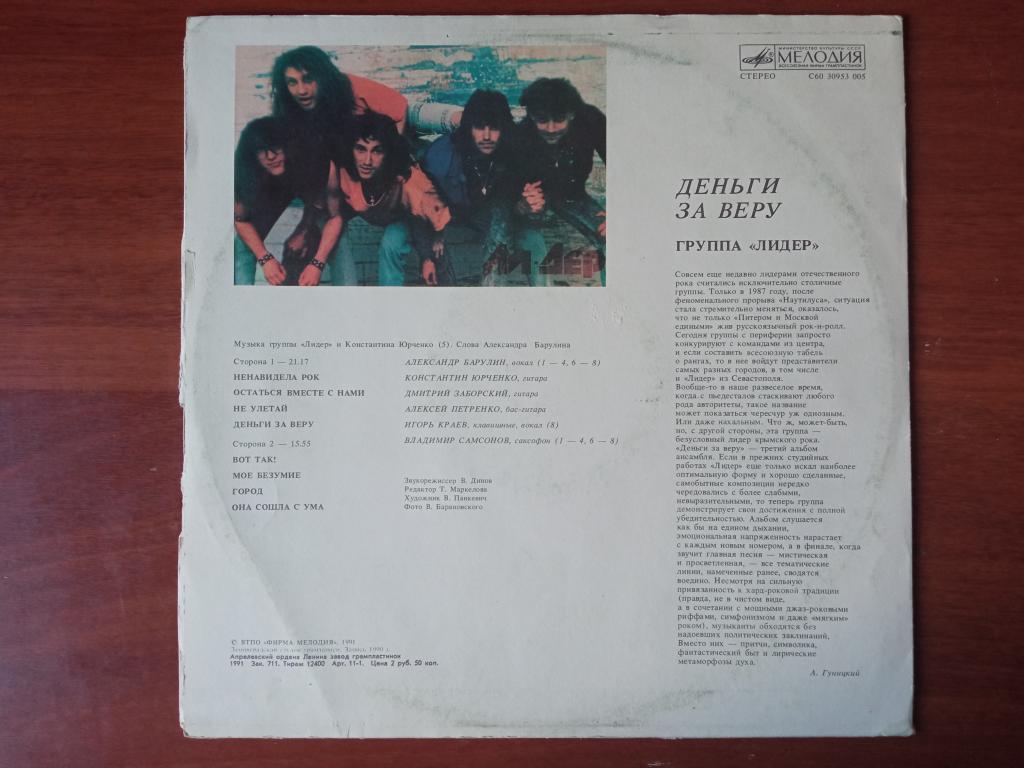 МИНИСТЕРСТВО КУЛЬТУРЫ СССР
МЕЛОДИЯ
ВСЕСОЮЗНАЯ ФИРМА ГРАМПЛАСТИНОК
СТЕРЕО С60 30953 005
ДЕНЬГИ
ЗА ВЕРУ
ГРУППА «ЛИДЕР»
Совсем еще недавно лидерами отечественного
рока считались исключительно столичные
группы. Только в 1987 году, после
феноменального прорыва «Наутилуса», ситуация
стала стремительно меняться, оказалось,
что не только «Питером и Москвой
едиными» жив русскоязычный рок-н-ролл.
Сегодня группы с периферии запросто
конкурируют с командами из центра,
и если составить всесоюзную табель
о рангах, то в нее войдут представители
самых разных городов, в том числе
и «Лидер» из Севастополя.
Вообще-то в наше развеселое время,
когда с пьедесталов стаскивают любого
рода авторитеты, такое название
может показаться чересчур уж одиозным.
Или даже нахальным. Что ж, может-быть,
но, с другой стороны, эта группа —
безусловный лидер крымского рока.
«Деньги за веру» — третий альбом
ансамбля. Если в прежних студийных
работах «Лидер» еще только искал наиболее
оптимальную форму и хорошо сделанные,
самобытные композиции нередко
чередовались с более слабыми,
невыразительными, то теперь группа
демонстрирует свои достижения с полной
убедительностью. Альбом слушается
как бы на едином дыхании,
эмоциональная напряженность нарастает
с каждым новым номером, а в финале, когда
звучит главная песня — мистическая
и просветленная, — все тематические
линии, намеченные ранее, сводятся
воедино. Несмотря на сильную
привязанность к хард-роковой традиции
(правда, не в чистом виде,
а в сочетании с мощными джаз-роковыми
риффами, симфонизмом и даже «мягким»
роком), музыканты обходятся без
надоевших политических заклинаний,
Вместо них — притчи, символика,
фантастический быт и лирические
метаморфозы духа.
А. Гуницкий
Музыка группы «Лидер» и Константина Юрченко (5). Слова Александра Барулина
Сторона 1 — 21.17
НЕНАВИДЕЛА РОК
ОСТАТЬСЯ ВМЕСТЕ С НАМИ
НЕ УЛЕТАЙ
ДЕНЬГИ ЗА ВЕРУ
Сторона 2 — 15.55
ВОТ ТАК!
МОЕ БЕЗУМИЕ
ГОРОД
ОНА СОШЛА С УМА
АЛЕКСАНДР БАРУЛИН, вокал (1 — 4, 6 — 8)
КОНСТАНТИН ЮРЧЕНКО, гитара
ДМИТРИЙ ЗАБОРСКИЙ, гитара
АЛЕКСЕЙ ПЕТРЕНКО, бас-гитара
ИГОРЬ КРАЕВ, клавишные, вокал (8)
ВЛАДИМИР САМСОНОВ, саксофон (1 — 4, 6 — 8)
Звукорежиссер В. Динов
Редактор Т. Маркелова
Художник В. Панкевич
Фото В. Барановского
© ВТПО «ФИРМА МЕЛОДИЯ», 1991
Ленинградская студия грамзаписи. Запись 1990 г.
Апрелевский ордена Ленина завод грампластинок
1991 Зак. 711. Тираж 12400 Арт. 11-1. Цена 2 руб. 50 коп.